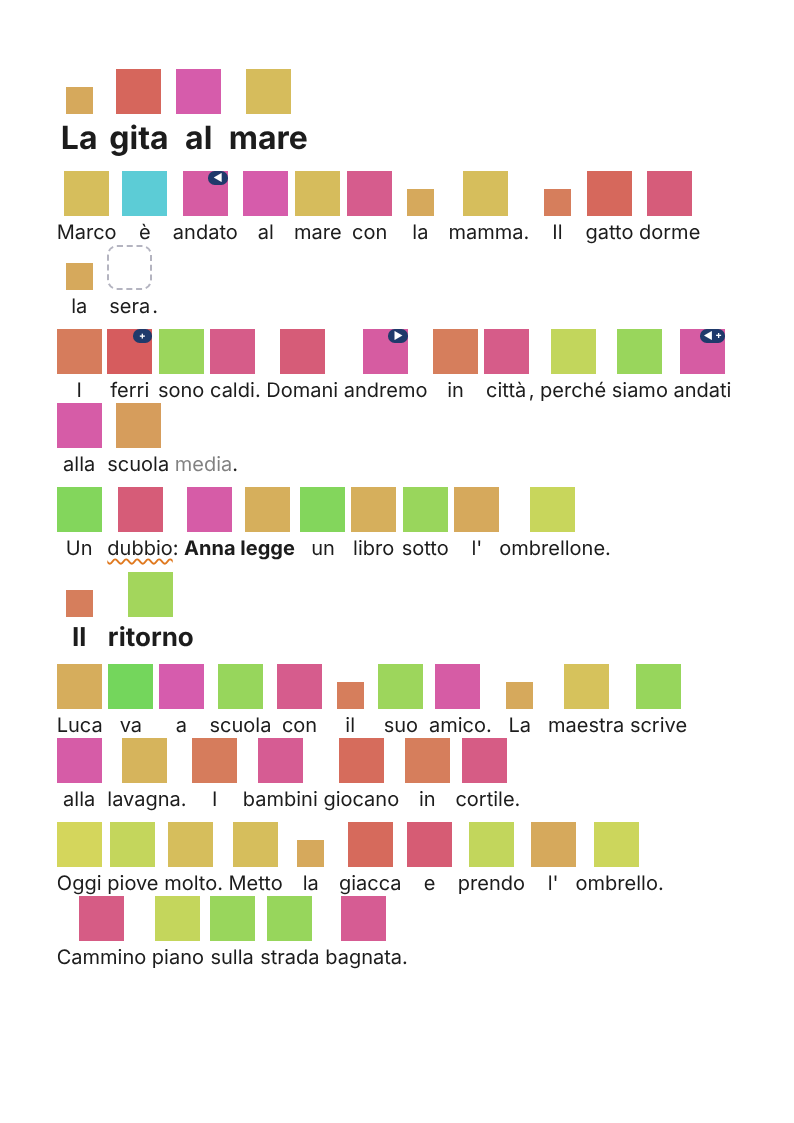 La gita al mare
Marco è andato al mare con la mamma. Il gatto dorme
la sera.
I ferri sono caldi. Domani andremo in città, perché siamo andati
alla scuola media.
Un dubbio: Anna legge un libro sotto l' ombrellone.
Il ritorno
Luca va a scuola con il suo amico. La maestra scrive
alla lavagna. I bambini giocano in cortile.
Oggi piove molto. Metto la giacca e prendo l' ombrello.
Cammino piano sulla strada bagnata.